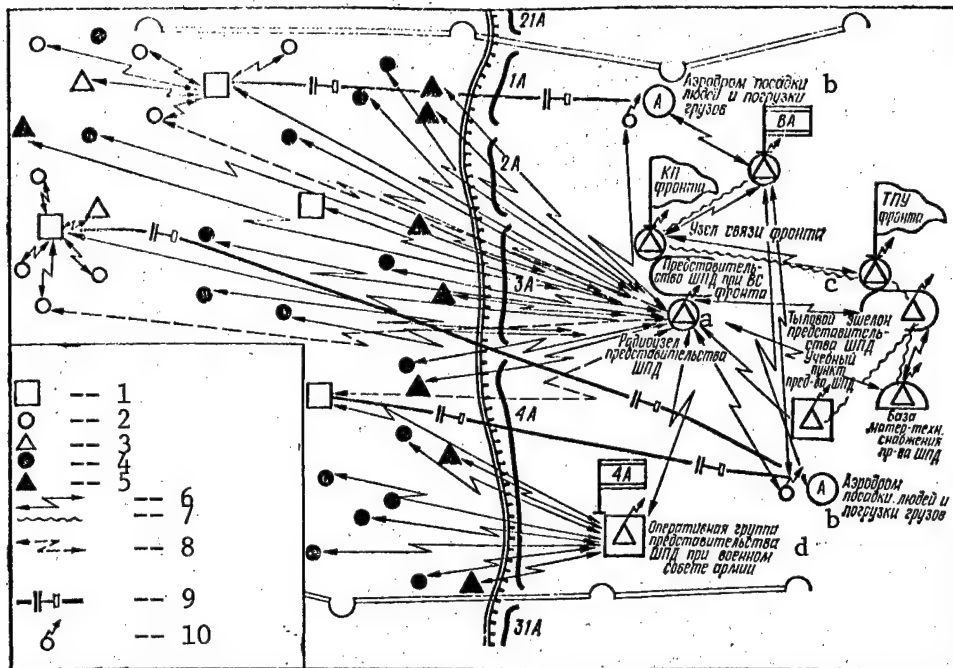 21А
1А
Аэродром посадки
людей и погрузки
грузов
b
А
8А
2А
КП
фронта
ТПУ
фронта
Узел связи фронта
Представитель-
ство ШПД при ВС
фронта
c
3А
a
Радиоузел
представительства
ШПД
Тыловой эшелон
представитель-
ства ШПД
Учебный
пункт
пред-ва ШПД
База
матер-техн.
снабжения
пр-ва ШПД
4А
4А
А
b
Аэродром
посадки людей и
погрузки грузов
Оперативная группа
представительства
ШПД при военном
совете армии
d
31А
1
2
3
4
5
6
7
8
9
10